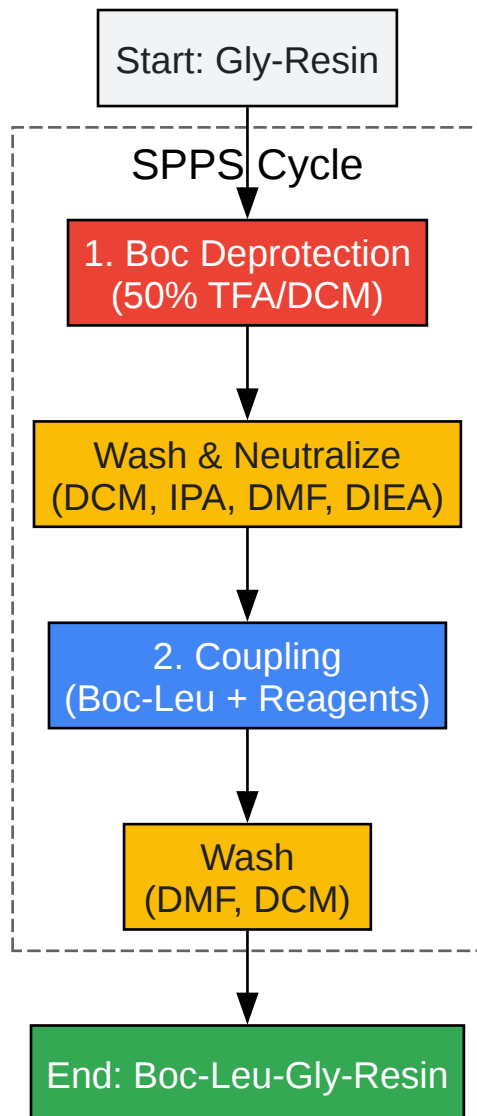 Start: Gly-Resin
SPPS Cycle
1. Boc Deprotection
(50% TFA/DCM)
Wash & Neutralize
(DCM, IPA, DMF, DIEA)
2. Coupling
(Boc-Leu + Reagents)
Wash
(DMF, DCM)
End: Boc-Leu-Gly-Resin